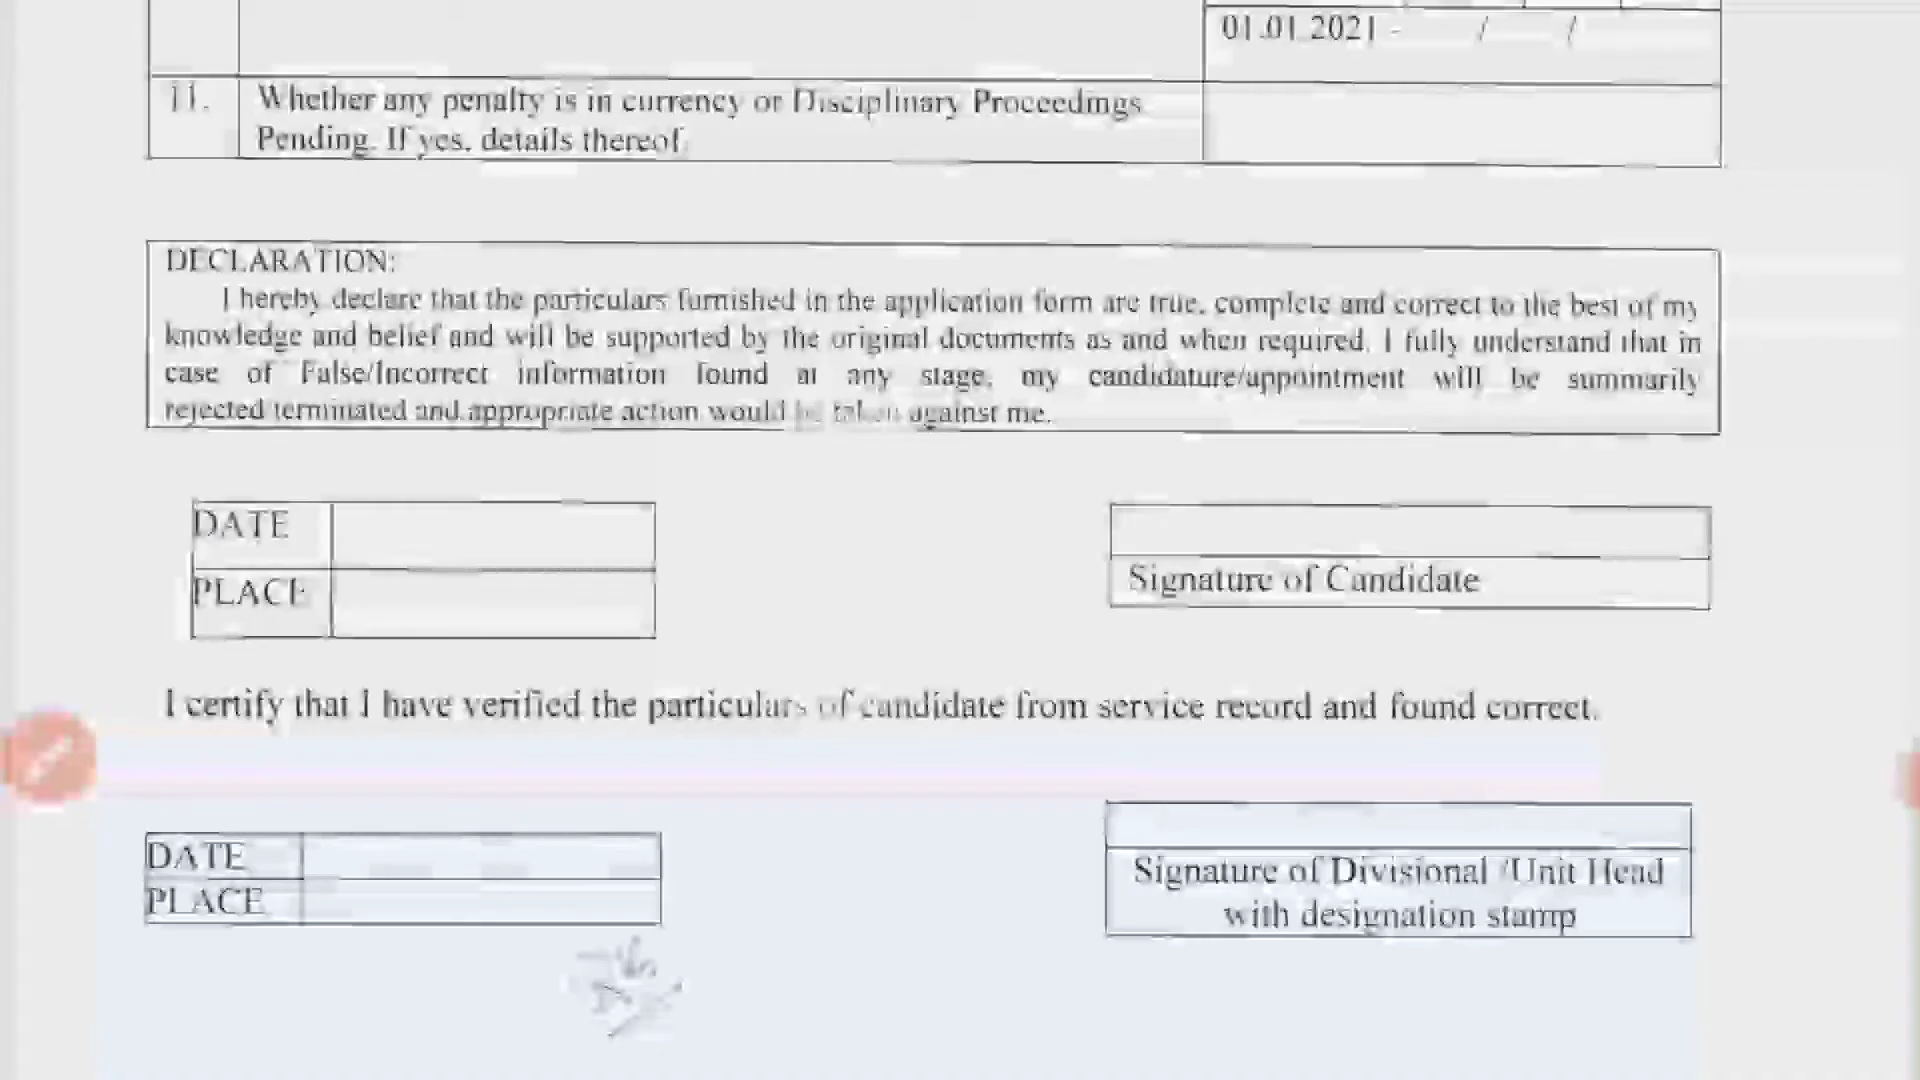 01.01.2021 - / /
11. Whether any penalty is in currency or Disciplinary Proceedings
Pending. If yes, details thereof.
DECLARATION:
I hereby declare that the particulars furnished in the application form are true, complete and correct to the best of my
knowledge and belief and will be supported by the original documents as and when required. I fully understand that in
case of False/Incorrect information found at any stage, my candidature/appointment will be summarily
rejected/terminated and appropriate action would be taken against me.
DATE
PLACE
Signature of Candidate
I certify that I have verified the particulars of candidate from service record and found correct.
DATE
PLACE
Signature of Divisional /Unit Head
with designation stamp